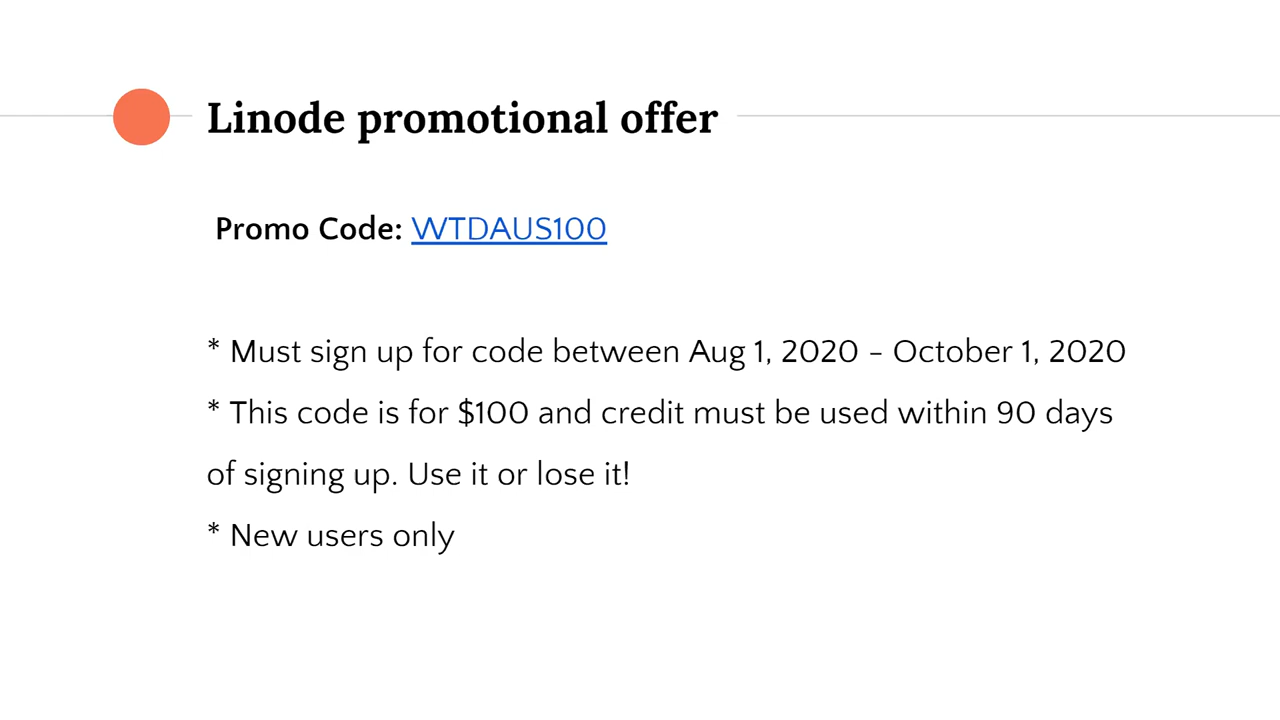 Linode promotional offer
Promo Code: WTDAUS100
* Must sign up for code between Aug 1, 2020 – October 1, 2020
* This code is for $100 and credit must be used within 90 days
of signing up. Use it or lose it!
* New users only